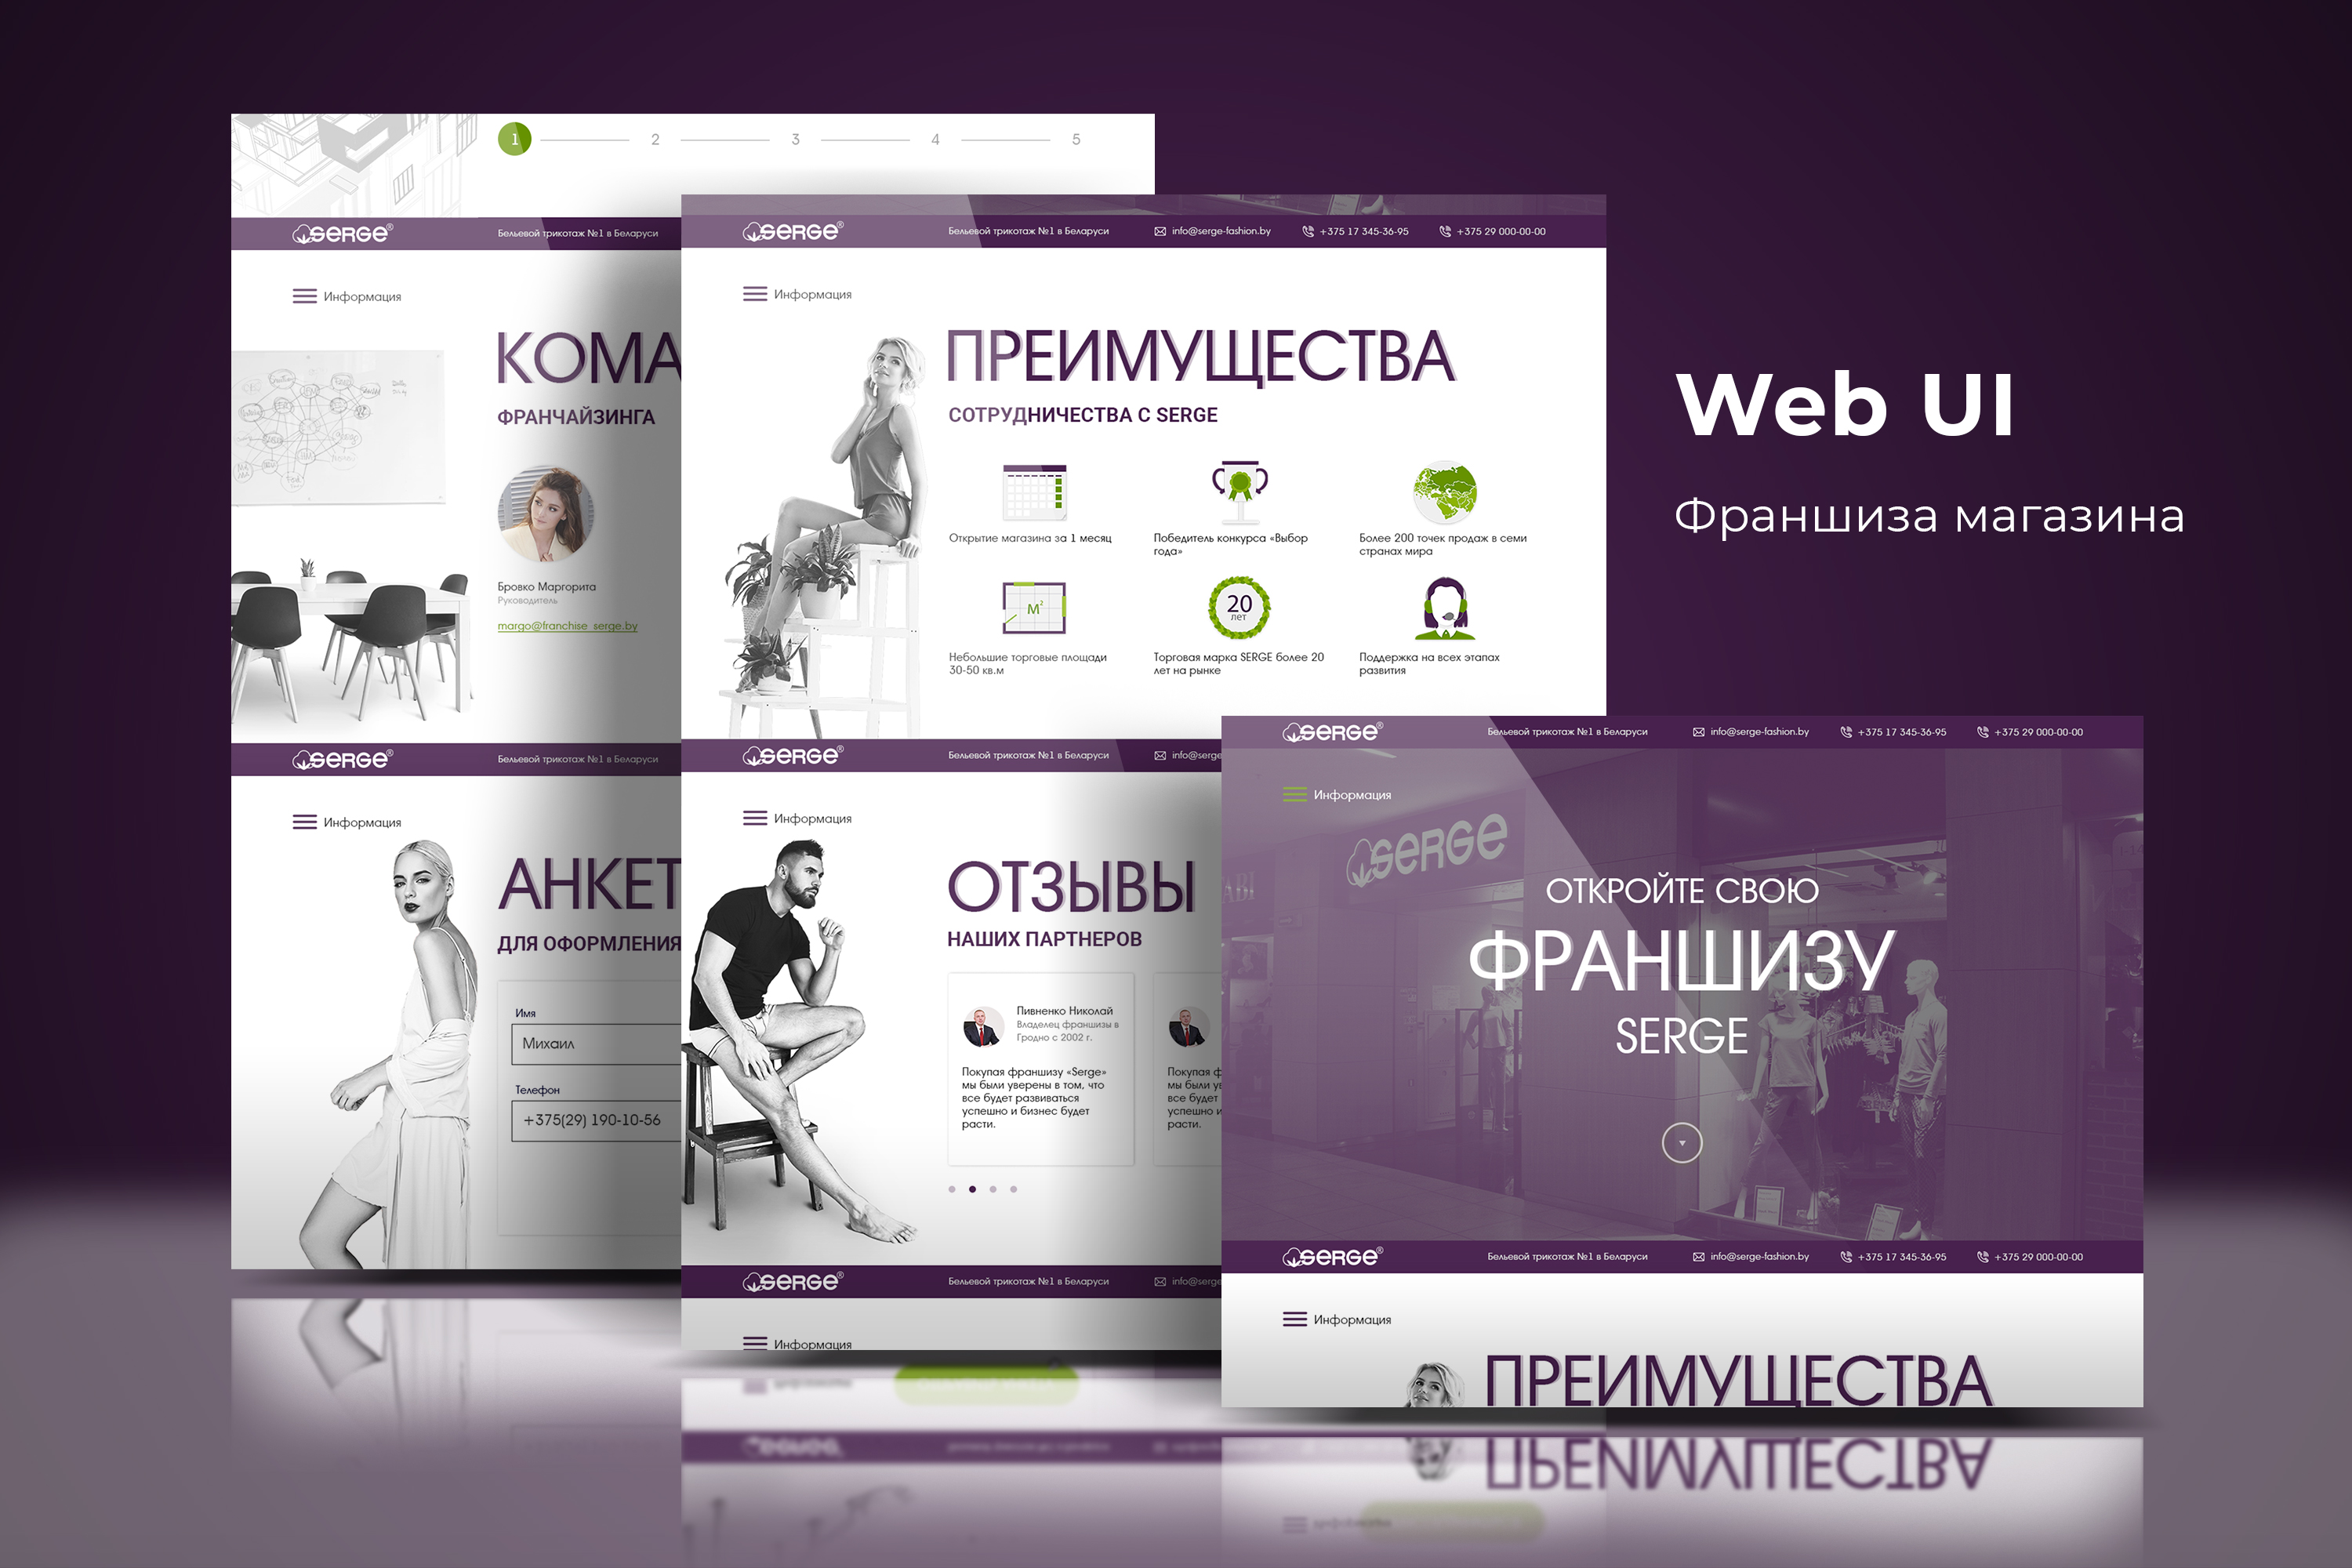 1 2 3 4 5
SERGE®
Бельевой трикотаж №1 в Беларуси
Информация
КОМА
ФРАНЧАЙЗИНГА
Бровко Маргорита
Руководитель
margo@franchise_serge.by
SERGE®
Бельевой трикотаж №1 в Беларуси
Информация
АНКЕТ
ДЛЯ ОФОРМЛЕНИЯ
Имя
Михаил
Телефон
+375(29) 190-10-56
SERGE®
Бельевой трикотаж №1 в Беларуси info@serge-fashion.by +375 17 345-36-95 +375 29 000-00-00
Информация
ПРЕИМУЩЕСТВА
СОТРУДНИЧЕСТВА С SERGE
Открытие магазина за 1 месяц
Победитель конкурса «Выбор
года»
Более 200 точек продаж в семи
странах мира
М²
Небольшие торговые площади
30-50 кв.м
20
лет
Торговая марка SERGE более 20
лет на рынке
Поддержка на всех этапах
развития
SERGE®
Бельевой трикотаж №1 в Беларуси info@serge
Информация
ОТЗЫВЫ
НАШИХ ПАРТНЕРОВ
Пивненко Николай
Владелец франшизы в
Гродно с 2002 г.
Покупая франшизу «Serge»
мы были уверены в том, что
все будет развиваться
успешно и бизнес будет
расти.
Покупая ф
мы были ув
все будет
успешно и
расти.
SERGE®
Бельевой трикотаж №1 в Беларуси info@serge
Информация
Web UI
Франшиза магазина
SERGE®
Бельевой трикотаж №1 в Беларуси info@serge-fashion.by +375 17 345-36-95 +375 29 000-00-00
Информация
SERGE
ОТКРОЙТЕ СВОЮ
ФРАНШИЗУ
SERGE
SERGE®
Бельевой трикотаж №1 в Беларуси info@serge-fashion.by +375 17 345-36-95 +375 29 000-00-00
Информация
ПРЕИМУЩЕСТВА